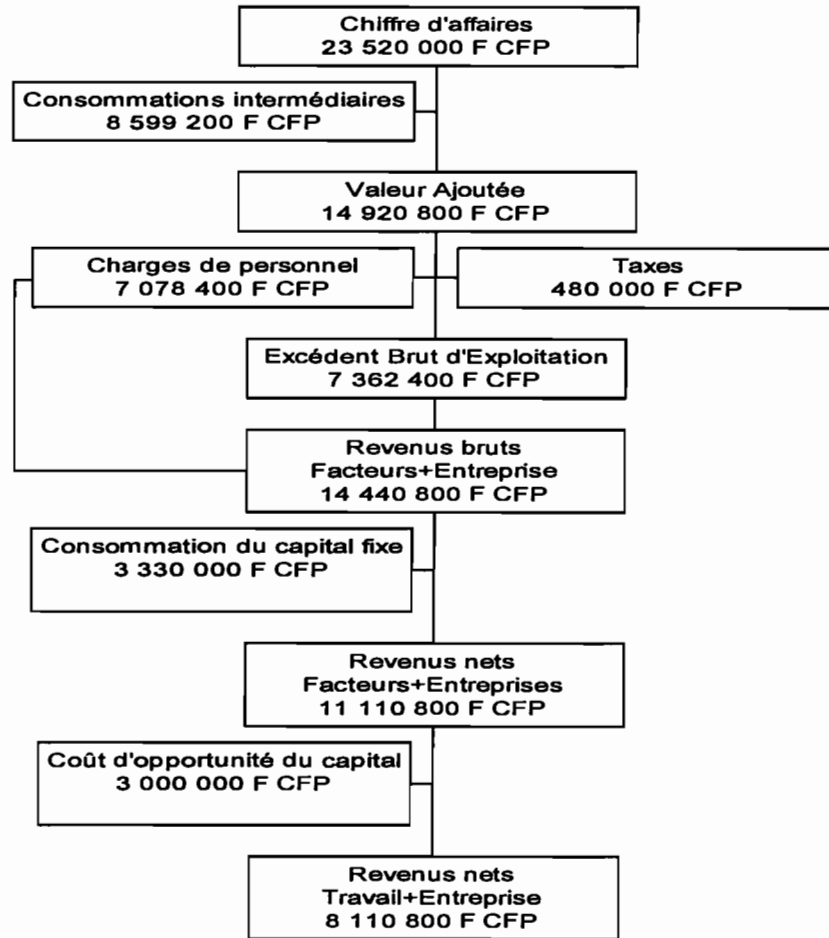 Chiffre d'affaires
23 520 000 F CFP
Consommations intermédiaires
8 599 200 F CFP
Valeur Ajoutée
14 920 800 F CFP
Charges de personnel
7 078 400 F CFP
Taxes
480 000 F CFP
Excédent Brut d'Exploitation
7 362 400 F CFP
Revenus bruts
Facteurs+Entreprise
14 440 800 F CFP
Consommation du capital fixe
3 330 000 F CFP
Revenus nets
Facteurs+Entreprises
11 110 800 F CFP
Coût d'opportunité du capital
3 000 000 F CFP
Revenus nets
Travail+Entreprise
8 110 800 F CFP